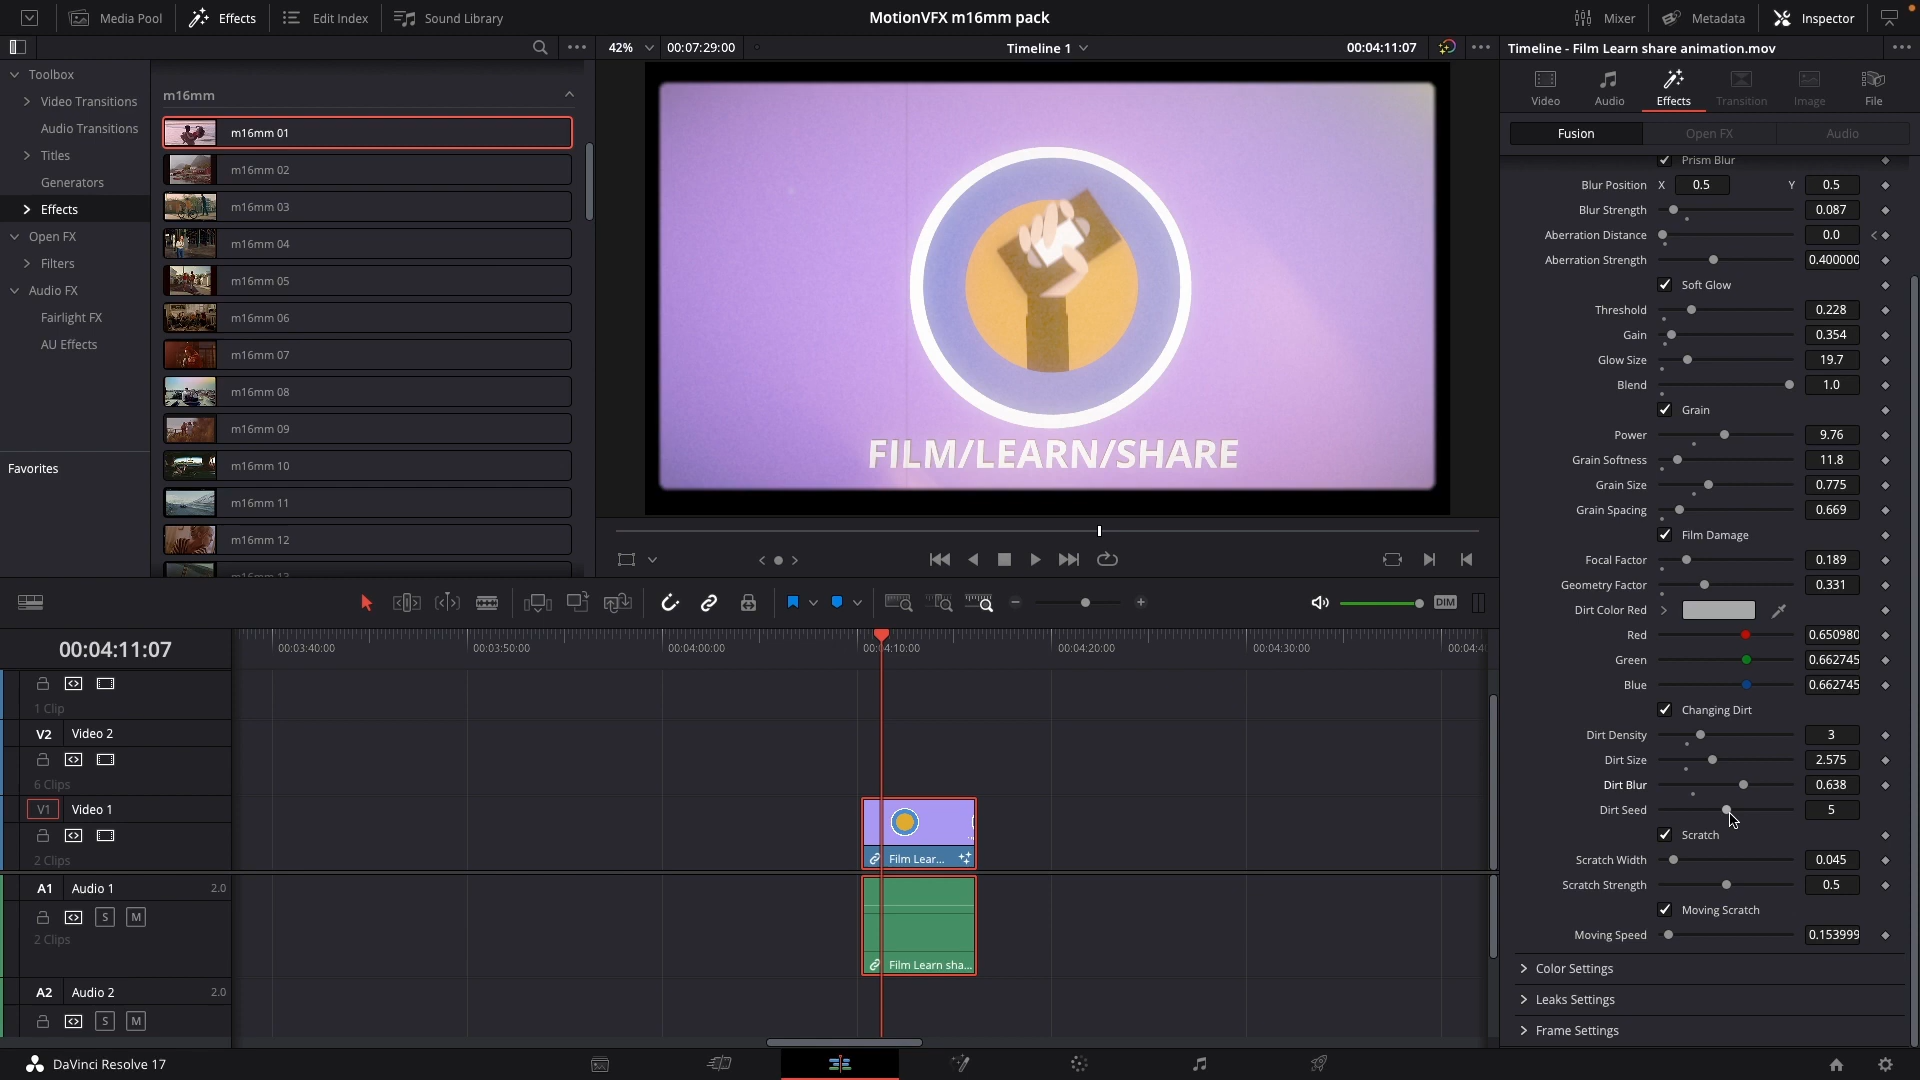 Media Pool
Effects
Edit Index
Sound Library
MotionVFX m16mm pack
Mixer
Metadata
Inspector
42%
00:07:29:00
Timeline 1
00:04:11:07
Timeline - Film Learn share animation.mov
Toolbox
Video Transitions
Audio Transitions
Titles
Generators
Effects
Open FX
Filters
Audio FX
Fairlight FX
AU Effects
Favorites
m16mm
m16mm 01
m16mm 02
m16mm 03
m16mm 04
m16mm 05
m16mm 06
m16mm 07
m16mm 08
m16mm 09
m16mm 10
m16mm 11
m16mm 12
FILM/LEARN/SHARE
Video
Audio
Effects
Transition
Image
File
Fusion
Open FX
Audio
Prism Blur
Blur Position X 0.5 Y 0.5
Blur Strength 0.087
Aberration Distance 0.0
Aberration Strength 0.400000
Soft Glow
Threshold 0.228
Gain 0.354
Glow Size 19.7
Blend 1.0
Grain
Power 9.76
Grain Softness 11.8
Grain Size 0.775
Grain Spacing 0.669
Film Damage
Focal Factor 0.189
Geometry Factor 0.331
Dirt Color Red
Red 0.650980
Green 0.662745
Blue 0.662745
Changing Dirt
Dirt Density 3
Dirt Size 2.575
Dirt Blur 0.638
Dirt Seed 5
Scratch
Scratch Width 0.045
Scratch Strength 0.5
Moving Scratch
Moving Speed 0.153999
Color Settings
Leaks Settings
Frame Settings
DIM
00:04:11:07
00:03:40:00
00:03:50:00
00:04:00:00
00:04:10:00
00:04:20:00
00:04:30:00
1 Clip
V2 Video 2
6 Clips
V1 Video 1
2 Clips
Film Lear...
A1 Audio 1 2.0
S M
2 Clips
Film Learn sha...
A2 Audio 2 2.0
S M
DaVinci Resolve 17